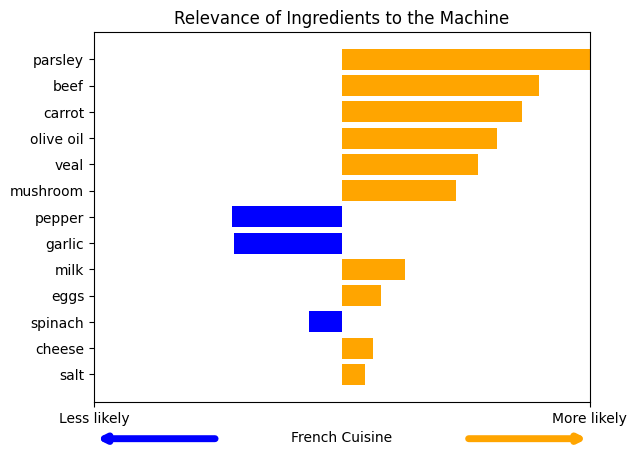 Relevance of Ingredients to the Machine
parsley
beef
carrot
olive oil
veal
mushroom
pepper
garlic
milk
eggs
spinach
cheese
salt
Less likely
More likely
French Cuisine